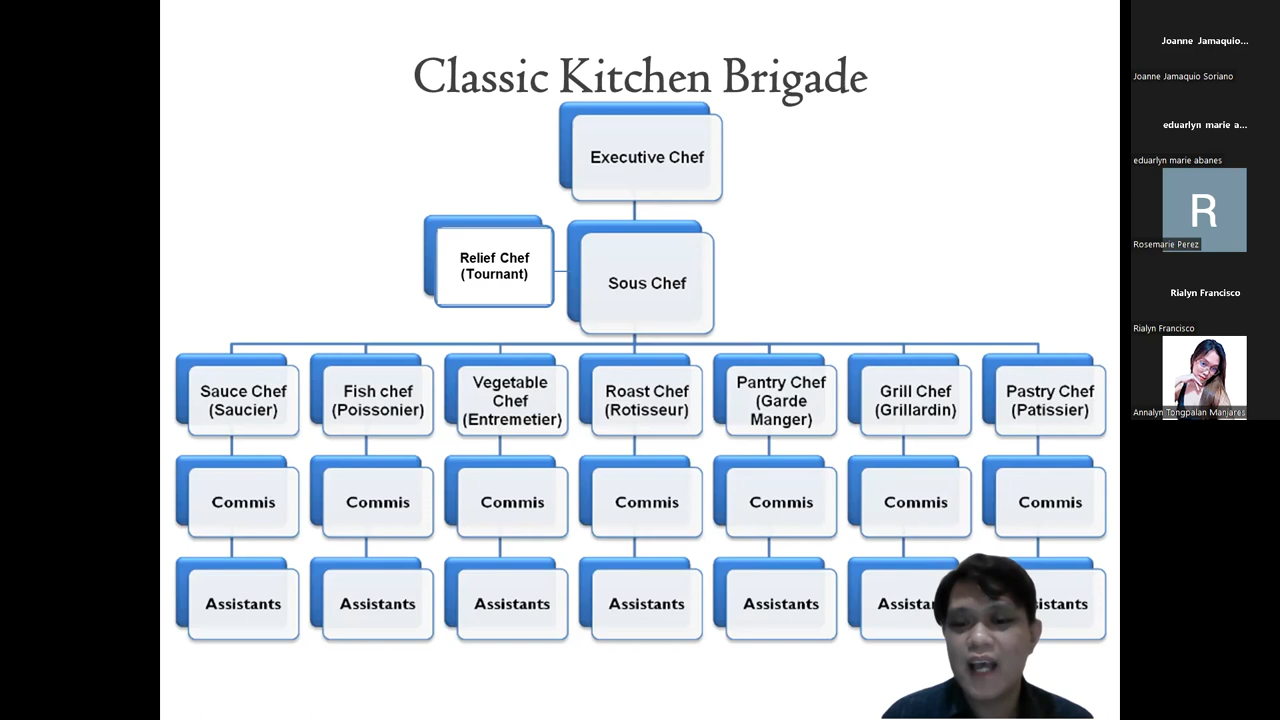 Classic Kitchen Brigade
Executive Chef
Relief Chef
(Tournant)
Sous Chef
Sauce Chef
(Saucier)
Fish chef
(Poissonier)
Vegetable
Chef
(Entremetier)
Roast Chef
(Rotisseur)
Pantry Chef
(Garde
Manger)
Grill Chef
(Grillardin)
Pastry Chef
(Patissier)
Commis
Commis
Commis
Commis
Commis
Commis
Commis
Assistants
Assistants
Assistants
Assistants
Assistants
Assistan
istants
Joanne Jamaquio...
Joanne Jamaquio Soriano
eduarlyn marie a...
eduarlyn marie abanes
R
Rosemarie Perez
Rialyn Francisco
Rialyn Francisco
Annalyn Tongpalan Manjares